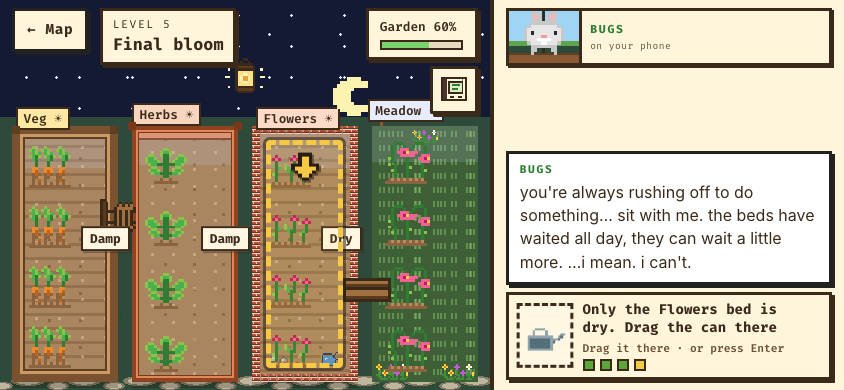 ← Map
LEVEL 5
Final bloom
Garden 60%
Veg ☀
Herbs ☀
Flowers ☀
Meadow
Damp
Damp
Dry
BUGS
on your phone
BUGS
you're always rushing off to do
something... sit with me. the beds have
waited all day, they can wait a little
more. ...i mean. i can't.
Only the Flowers bed is
dry. Drag the can there
Drag it there · or press Enter